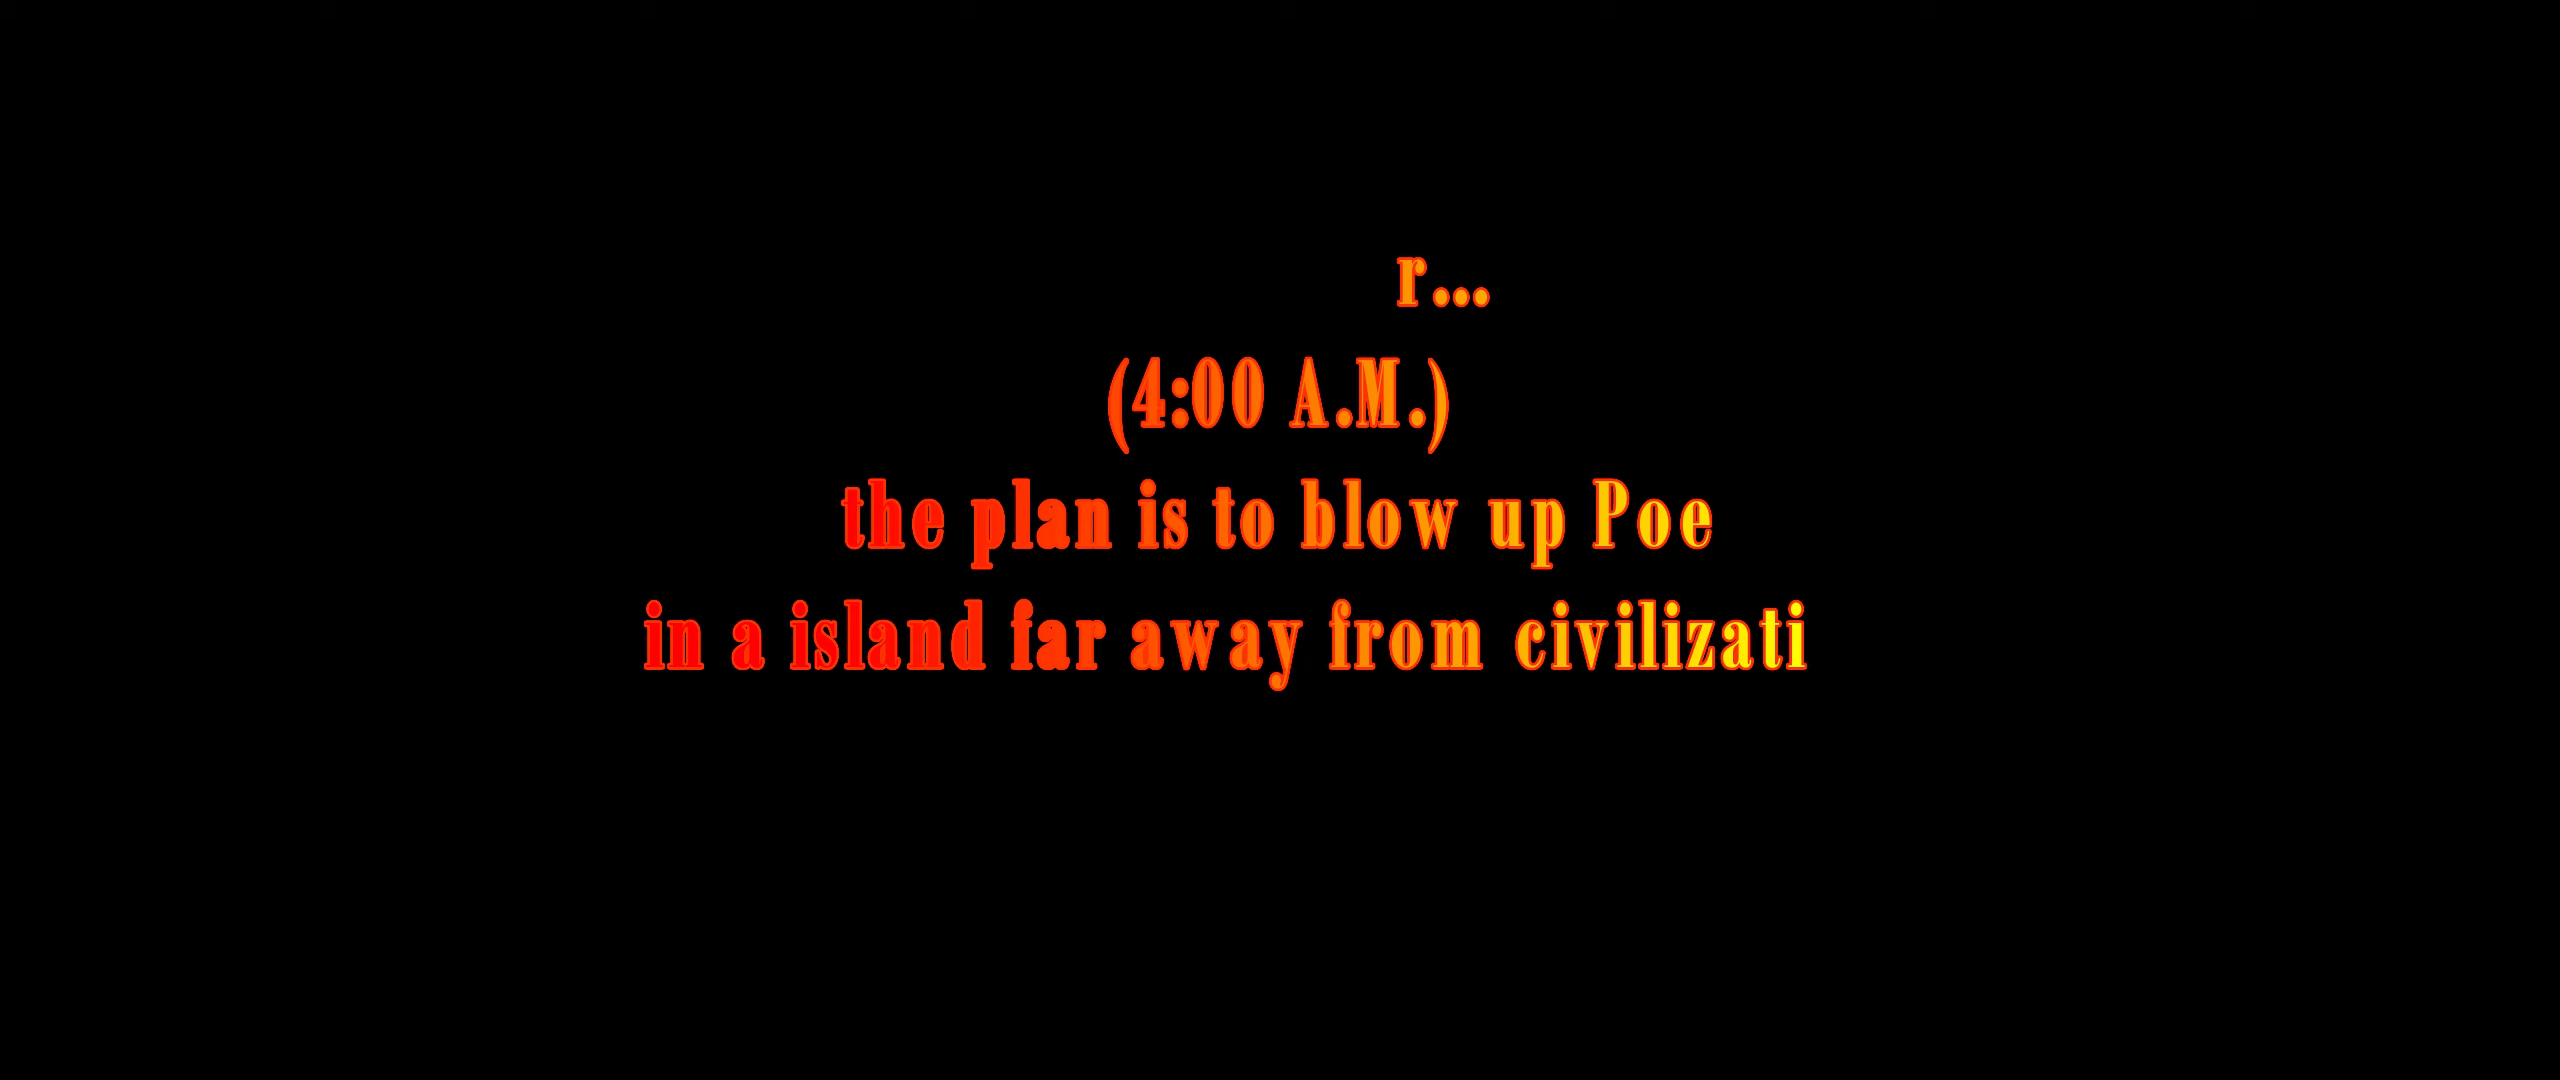 r...
(4:00 A.M.)
the plan is to blow up Poe
in a island far away from civilizati